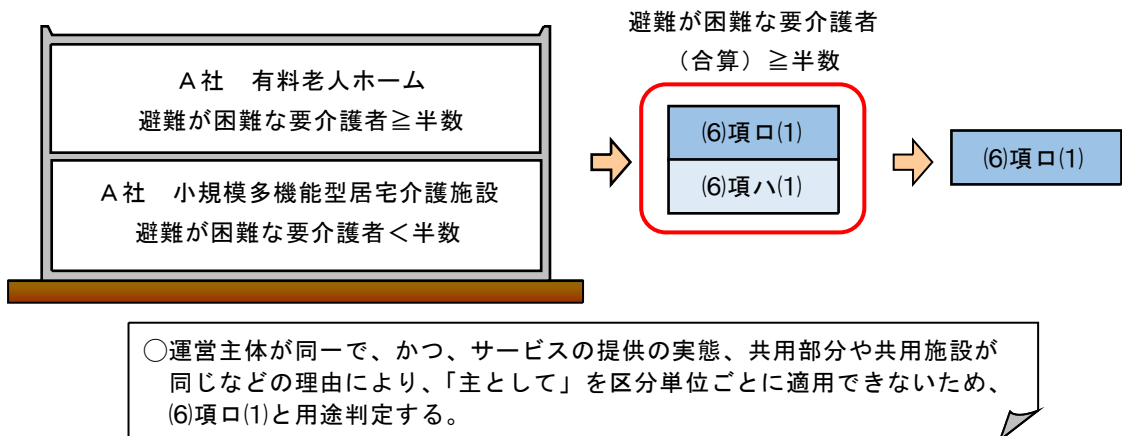 避難が困難な要介護者
（合算）≧半数
Ａ社　有料老人ホーム
避難が困難な要介護者≧半数
Ａ社　小規模多機能型居宅介護施設
避難が困難な要介護者＜半数
⑹項ロ⑴
⑹項ハ⑴
⑹項ロ⑴
○運営主体が同一で、かつ、サービスの提供の実態、共用部分や共用施設が
同じなどの理由により、「主として」を区分単位ごとに適用できないため、
⑹項ロ⑴と用途判定する。